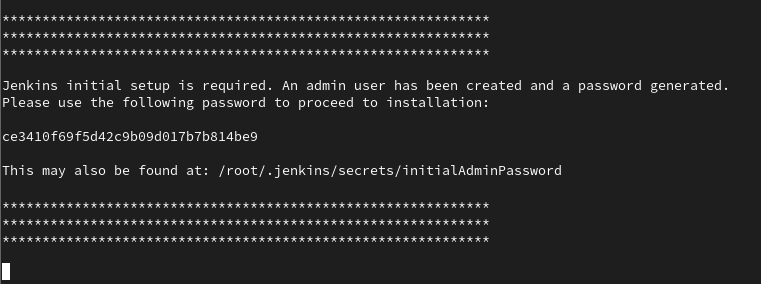 *************************************************************
*************************************************************
*************************************************************
Jenkins initial setup is required. An admin user has been created and a password generated.
Please use the following password to proceed to installation:
ce3410f69f5d42c9b09d017b7b814be9
This may also be found at: /root/.jenkins/secrets/initialAdminPassword
*************************************************************
*************************************************************
*************************************************************